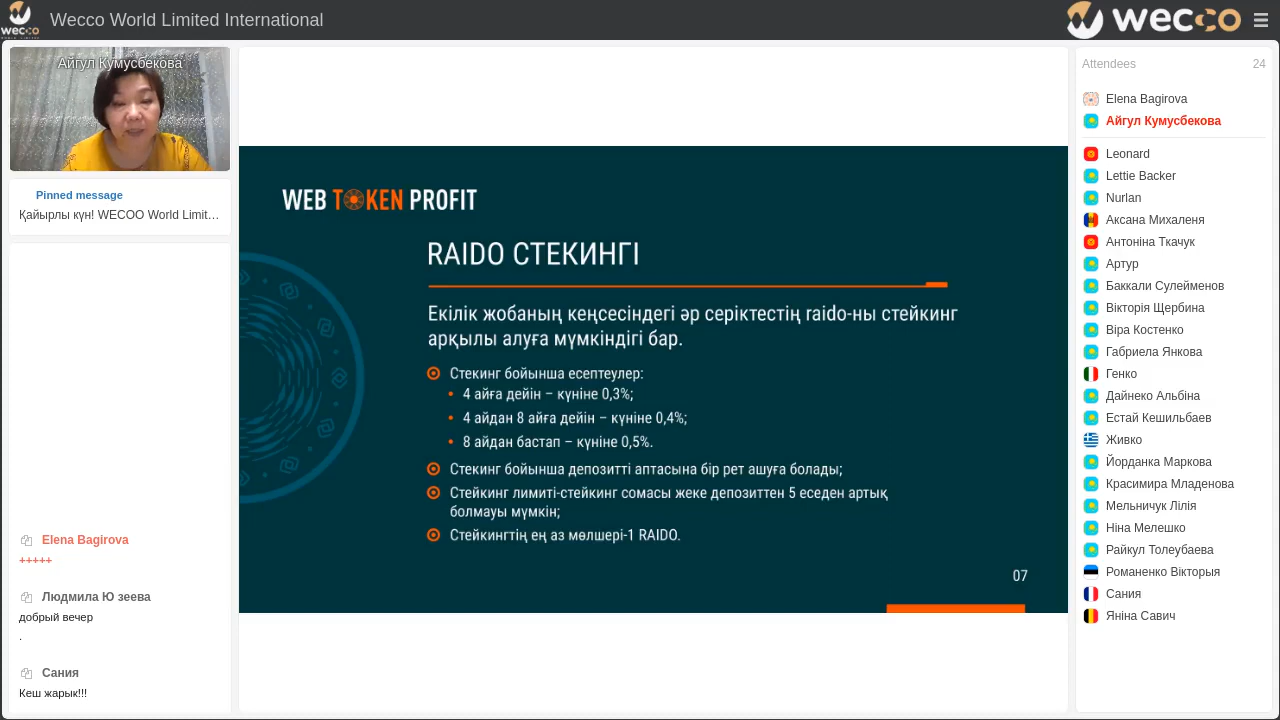 wecco
Wecco World Limited International
wecco
Айгул Кумусбекова
Pinned message
Қайырлы күн! WECOO World Limit…
Elena Bagirova
+++++
Людмила Ю зеева
добрый вечер
.
Сания
Кеш жарык!!!
WEB TOKEN PROFIT
RAIDO СТЕКИНГІ
Екілік жобаның кеңсесіндегі әр серіктестің raido-ны стейкинг
арқылы алуға мүмкіндігі бар.
Стекинг бойынша есептеулер:
4 айға дейін – күніне 0,3%;
4 айдан 8 айға дейін – күніне 0,4%;
8 айдан бастап – күніне 0,5%.
Стекинг бойынша депозитті аптасына бір рет ашуға болады;
Стейкинг лимиті-стейкинг сомасы жеке депозиттен 5 еседен артық
болмауы мүмкін;
Стейкингтің ең аз мөлшері-1 RAIDO.
07
Attendees 24
Elena Bagirova
Айгул Кумусбекова
Leonard
Lettie Backer
Nurlan
Аксана Михаленя
Антоніна Ткачук
Артур
Баккали Сулейменов
Вікторія Щербина
Віра Костенко
Габриела Янкова
Генко
Дайнеко Альбіна
Естай Кешильбаев
Живко
Йорданка Маркова
Красимира Младенова
Мельничук Лілія
Ніна Мелешко
Райкул Толеубаева
Романенко Вікторыя
Сания
Яніна Савич